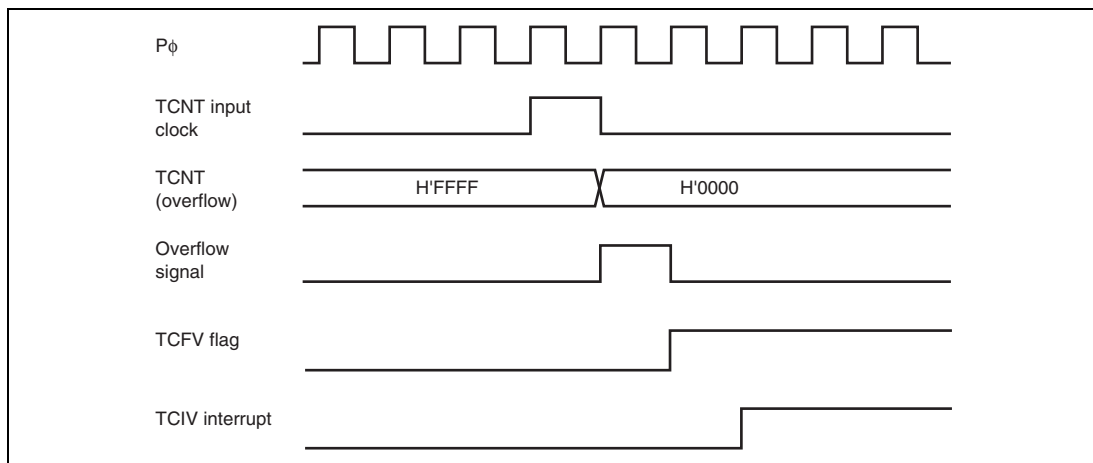 Pϕ
TCNT input
clock
TCNT
(overflow)
H'FFFF
H'0000
Overflow
signal
TCFV flag
TCIV interrupt